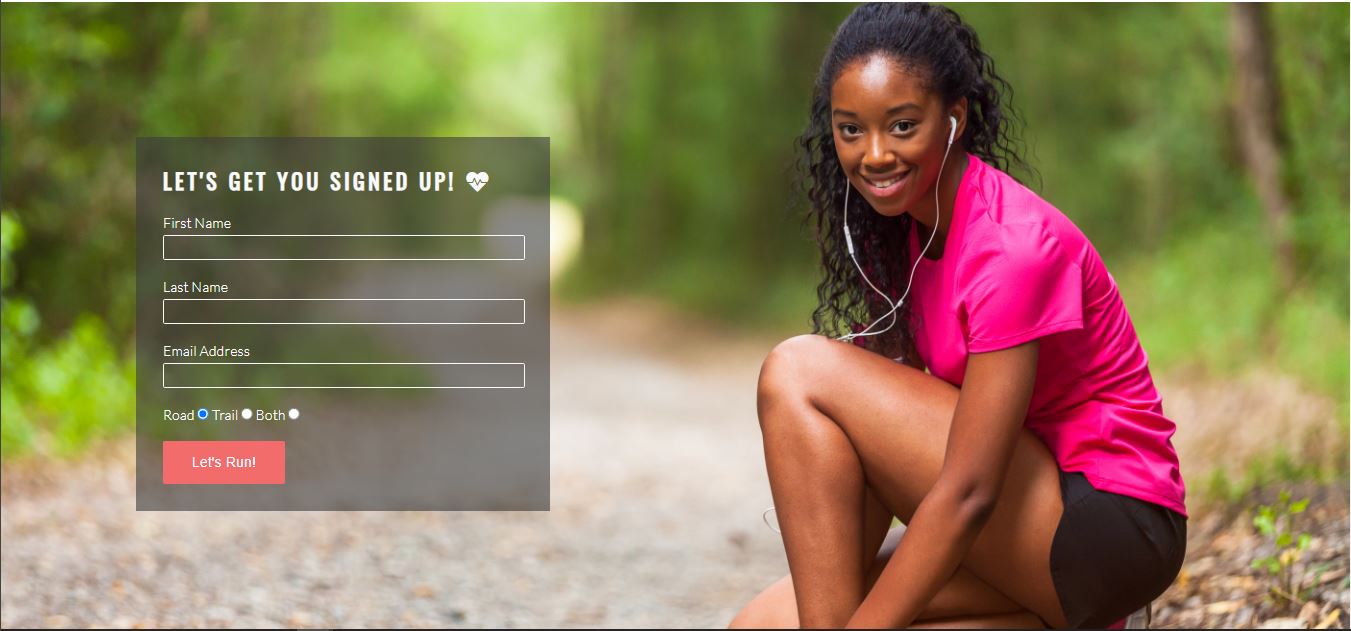 LET'S GET YOU SIGNED UP!
First Name
Last Name
Email Address
Road Trail Both
Let's Run!